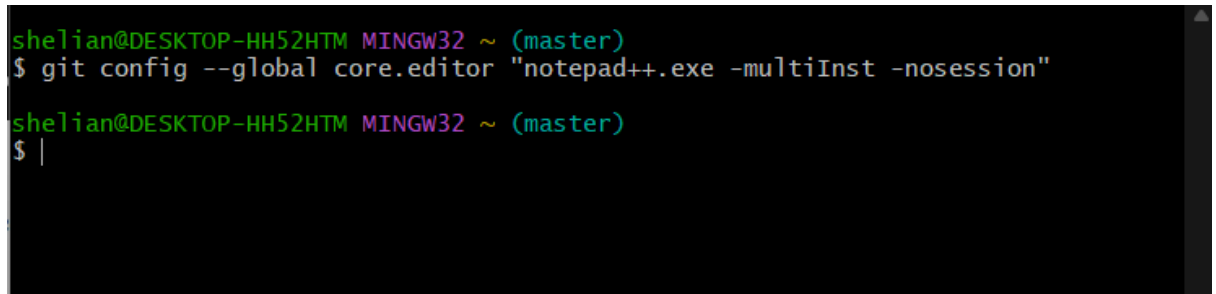 shelian@DESKTOP-HH52HTM MINGW32 ~ (master)
$ git config --global core.editor "notepad++.exe -multiInst -nosession"
shelian@DESKTOP-HH52HTM MINGW32 ~ (master)
$